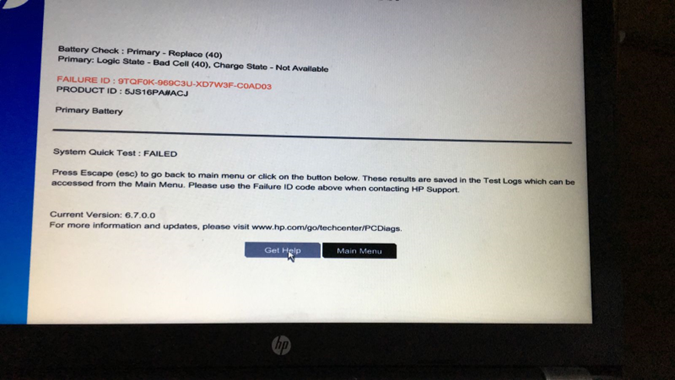 Battery Check : Primary - Replace (40)
Primary: Logic State - Bad Cell (40), Charge State - Not Available
FAILURE ID : 9TQF0K-969C3U-XD7W3F-C0AD03
PRODUCT ID : 5JS16PA#ACJ
Primary Battery
System Quick Test : FAILED
Press Escape (esc) to go back to main menu or click on the button below. These results are saved in the Test Logs which can be
accessed from the Main Menu. Please use the Failure ID code above when contacting HP Support.
Current Version: 6.7.0.0
For more information and updates, please visit www.hp.com/go/techcenter/PCDiags.
Get Help
Main Menu
hp